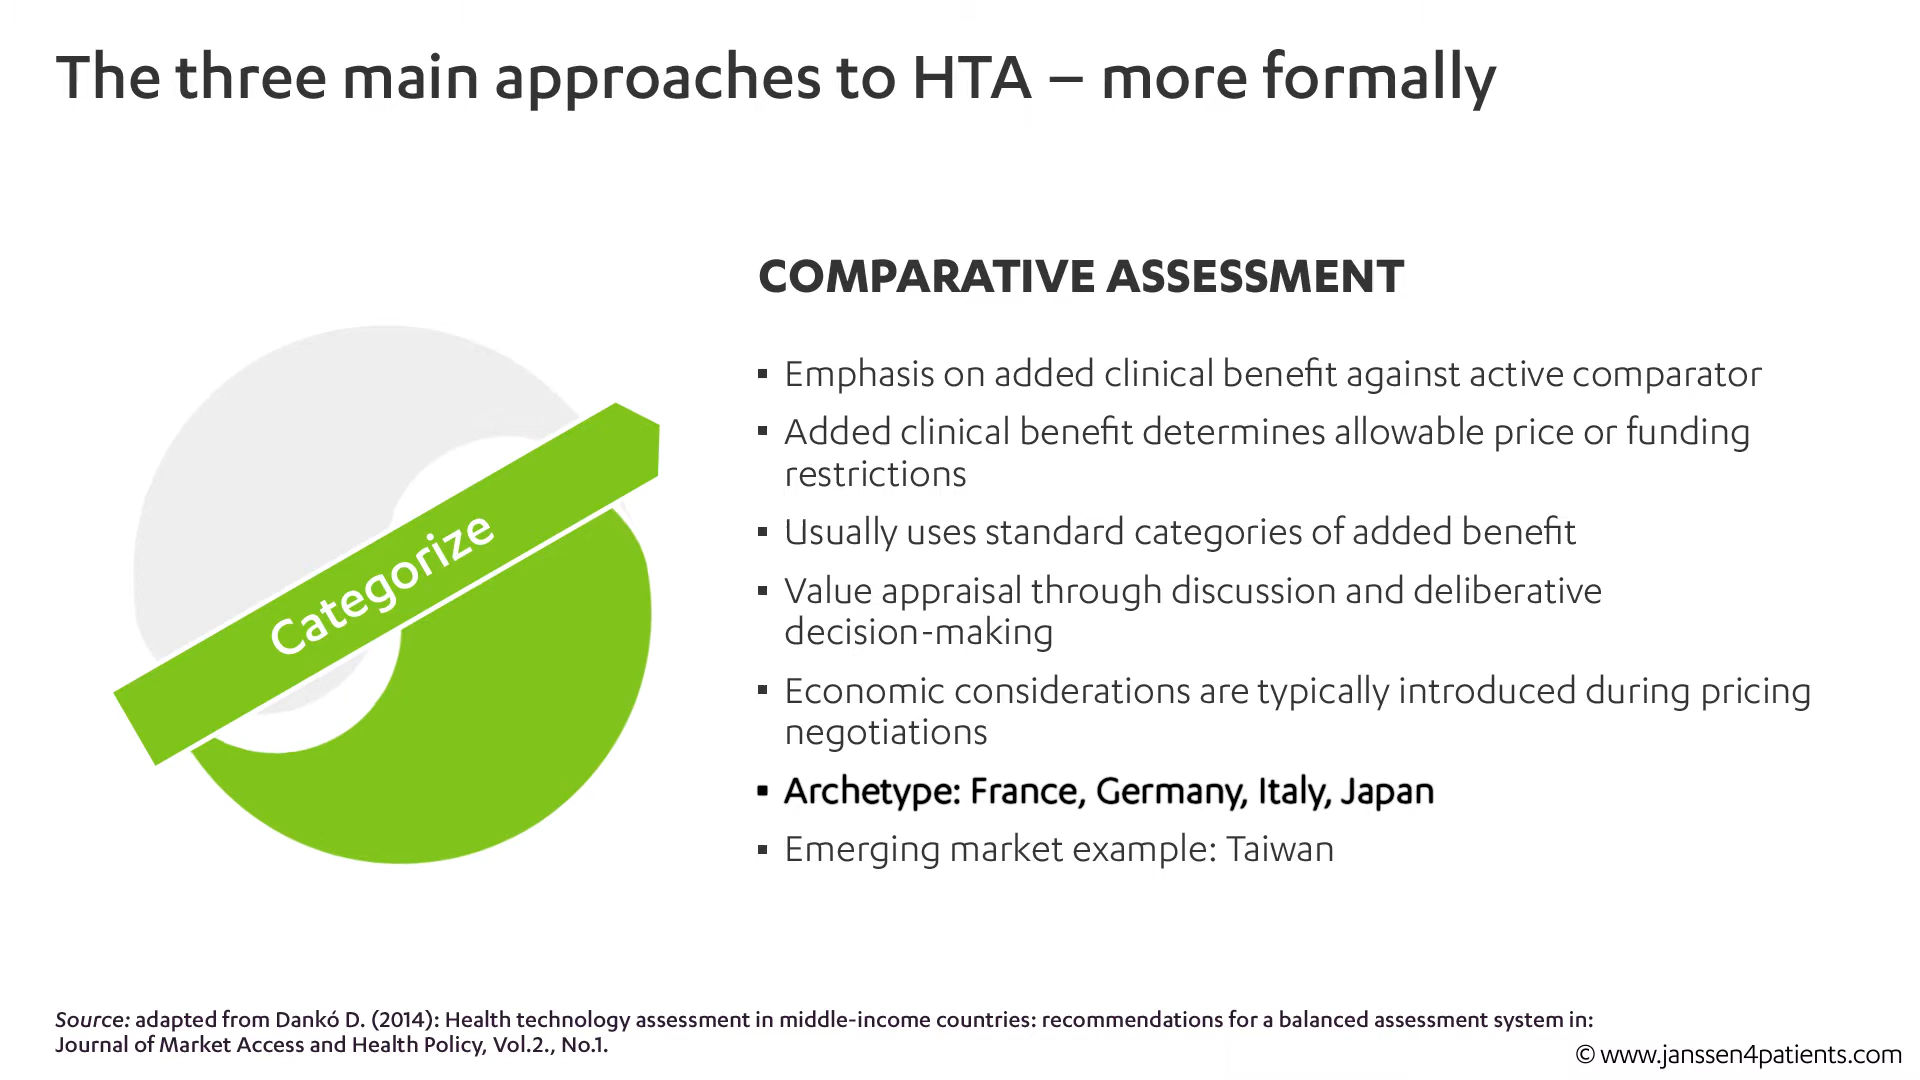 The three main approaches to HTA – more formally
COMPARATIVE ASSESSMENT
▪ Emphasis on added clinical benefit against active comparator
▪ Added clinical benefit determines allowable price or funding
restrictions
▪ Usually uses standard categories of added benefit
▪ Value appraisal through discussion and deliberative
decision-making
▪ Economic considerations are typically introduced during pricing
negotiations
▪ Archetype: France, Germany, Italy, Japan
▪ Emerging market example: Taiwan
Categorize
Source: adapted from Dankó D. (2014): Health technology assessment in middle-income countries: recommendations for a balanced assessment system in:
Journal of Market Access and Health Policy, Vol.2., No.1.
© www.janssen4patients.com